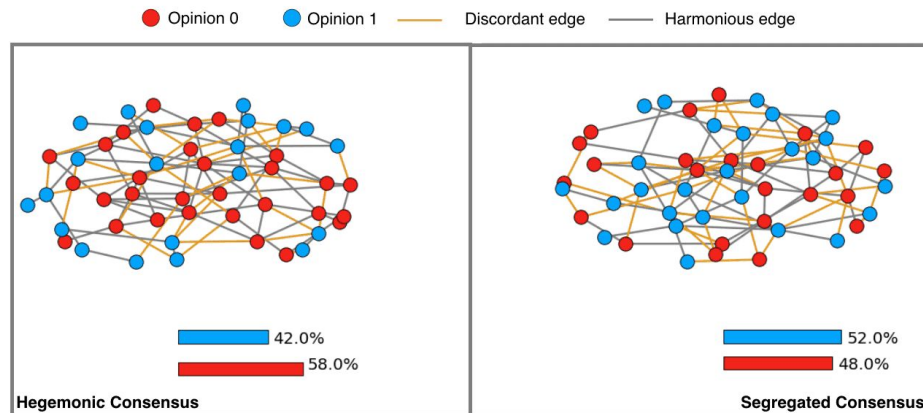 Opinion 0 Opinion 1 Discordant edge Harmonious edge
42.0%
58.0%
Hegemonic Consensus
52.0%
48.0%
Segregated Consensus